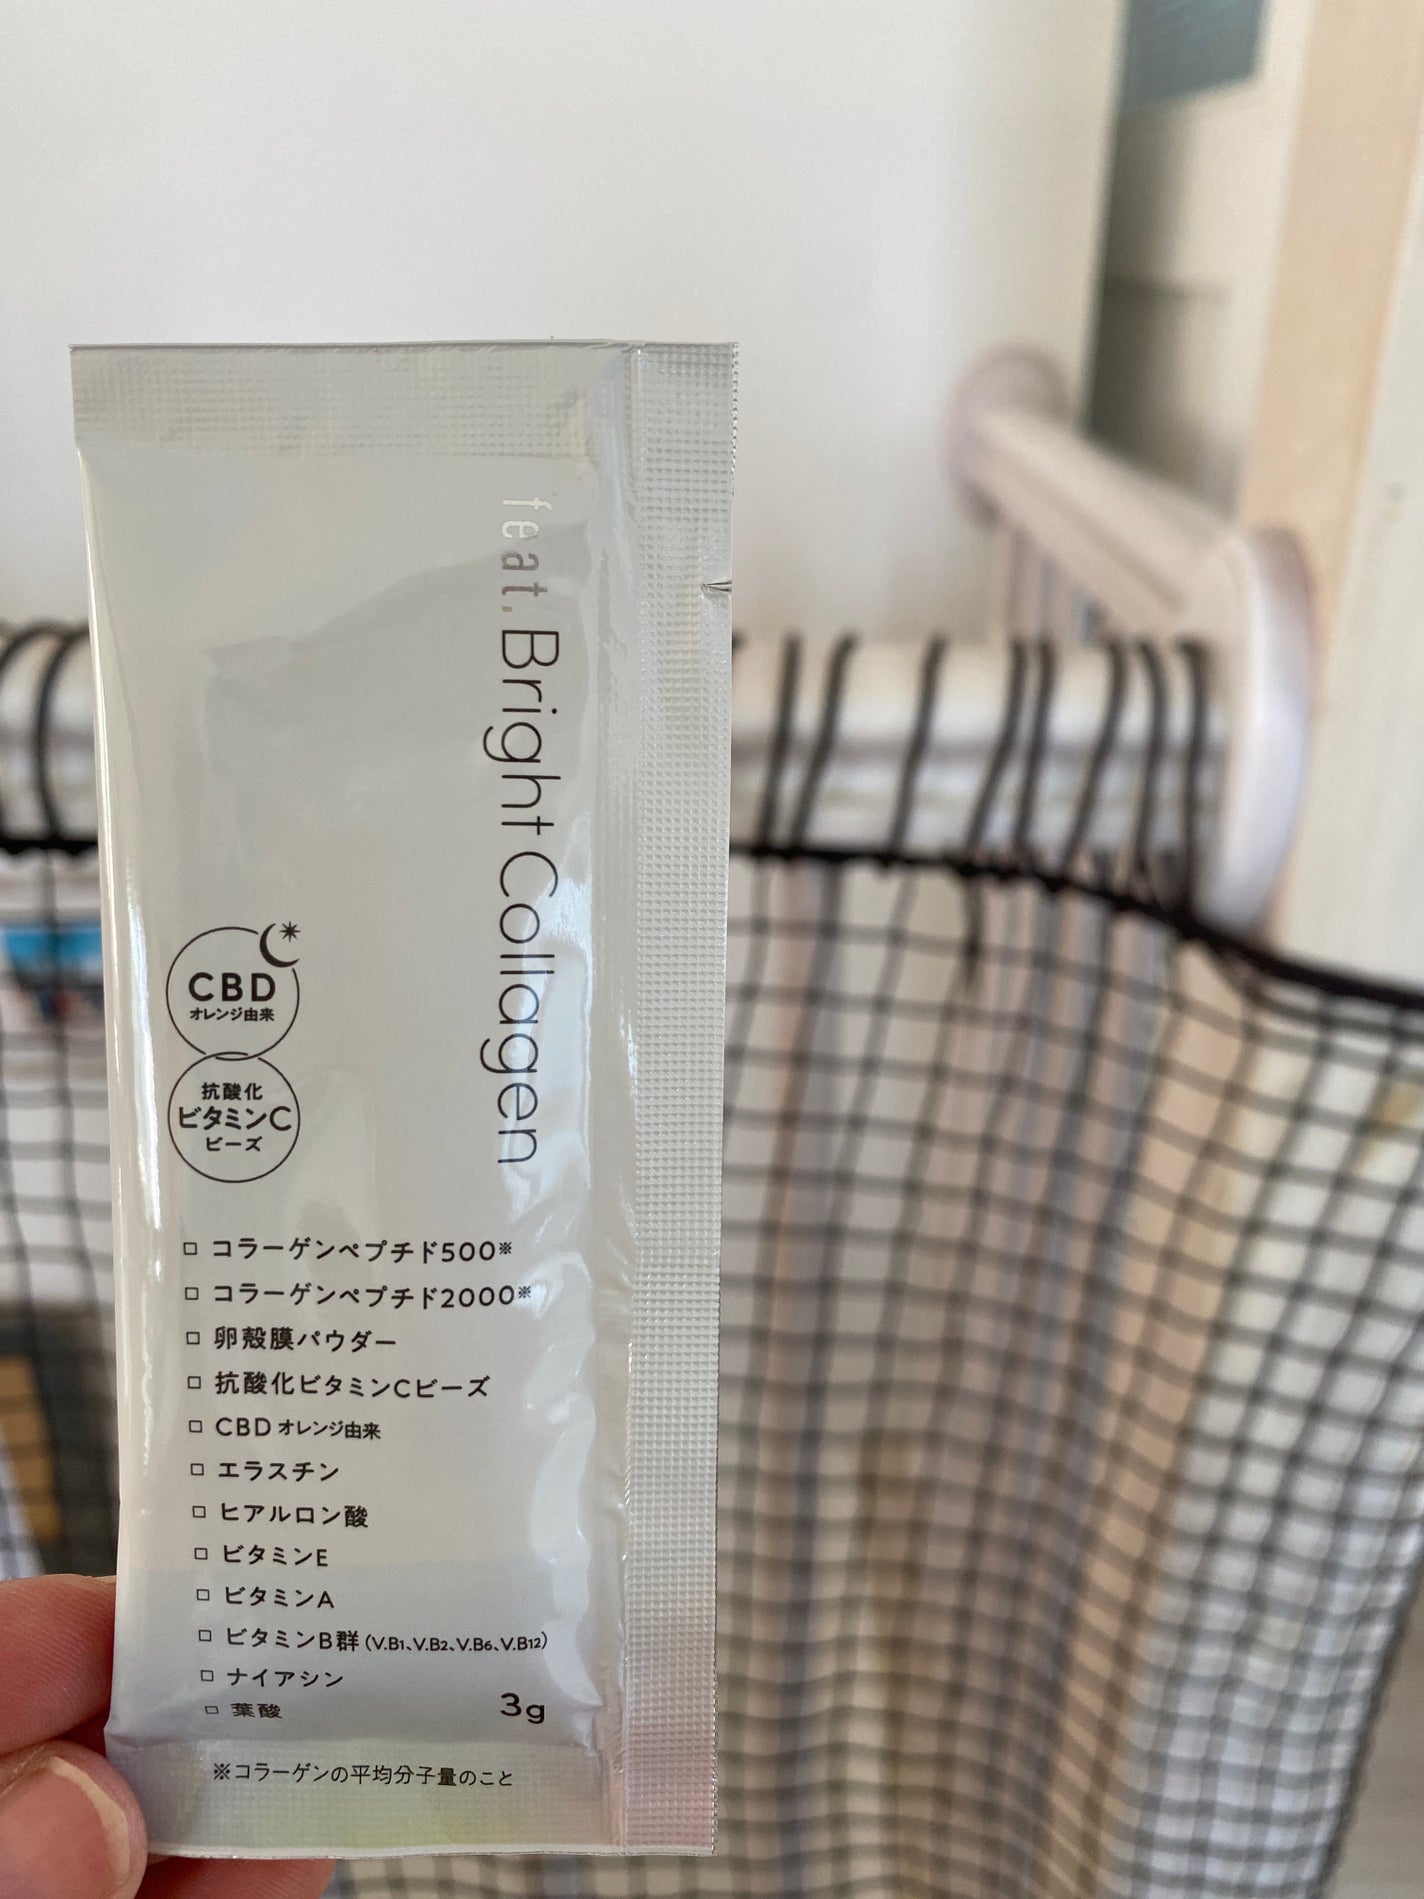 feat. Bright Collagen
CBD
オレンジ由来
抗酸化
ビタミンC
ビーズ
□ コラーゲンペプチド500※
□ コラーゲンペプチド2000※
□ 卵殻膜パウダー
□ 抗酸化ビタミンCビーズ
□ CBD オレンジ由来
□ エラスチン
□ ヒアルロン酸
□ ビタミンE
□ ビタミンA
□ ビタミンB群(V.B1、V.B2、V.B6、V.B12)
□ ナイアシン
□ 葉酸
3g
※コラーゲンの平均分子量のこと